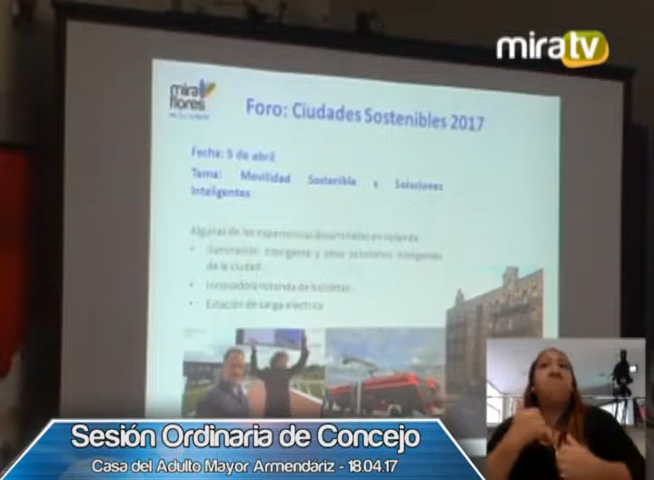 miratv
mira
flores
Foro: Ciudades Sostenibles 2017
Fecha: 5 de abril
Tema: Movilidad Sostenible y Soluciones
Inteligentes
Algunas de las experiencias desarrolladas en Holanda
• Iluminación inteligente y otras soluciones inteligentes
de la ciudad
• Innovadora rotonda de bicicletas
• Estación de carga eléctrica
Sesión Ordinaria de Concejo
Casa del Adulto Mayor Armendáriz - 18.04.17